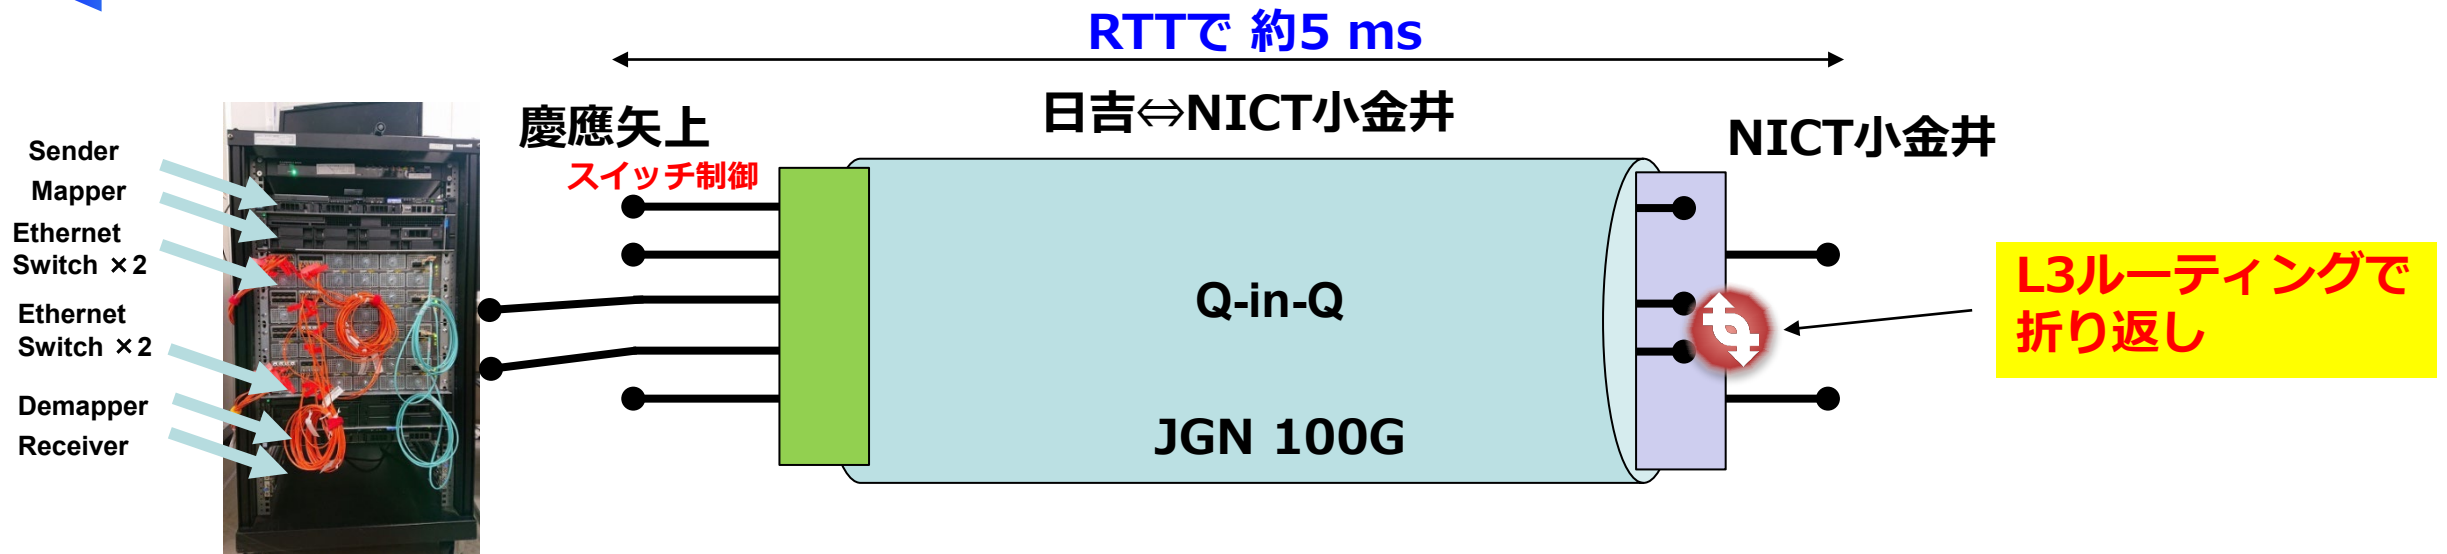 RTTで 約5 ms
日吉⇔NICT小金井
慶應矢上
スイッチ制御
NICT小金井
Sender
Mapper
Ethernet
Switch ×2
Ethernet
Switch ×2
Demapper
Receiver
Q-in-Q
JGN 100G
L3ルーティングで
折り返し